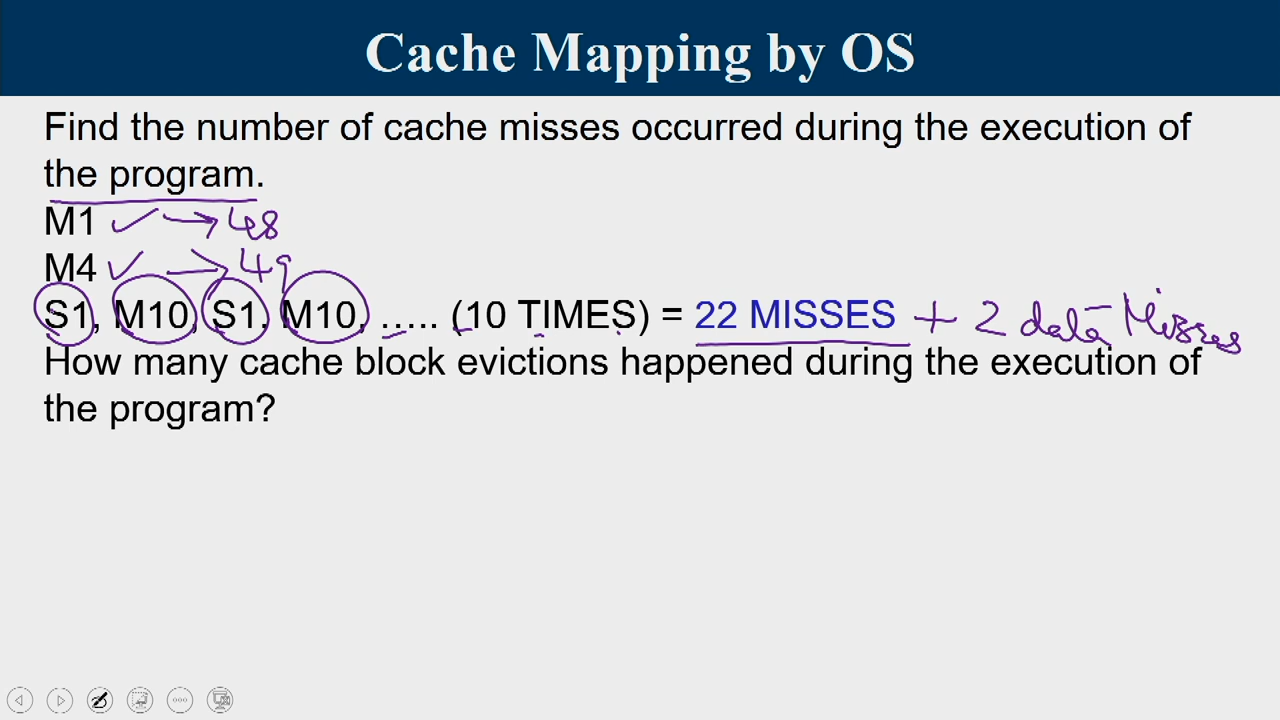 Cache Mapping by OS
Find the number of cache misses occurred during the execution of
the program.
M1 → 48
M4 → 49
S1, M10, S1, M10, ….. (10 TIMES) = 22 MISSES + 2 data Misses
How many cache block evictions happened during the execution of
the program?